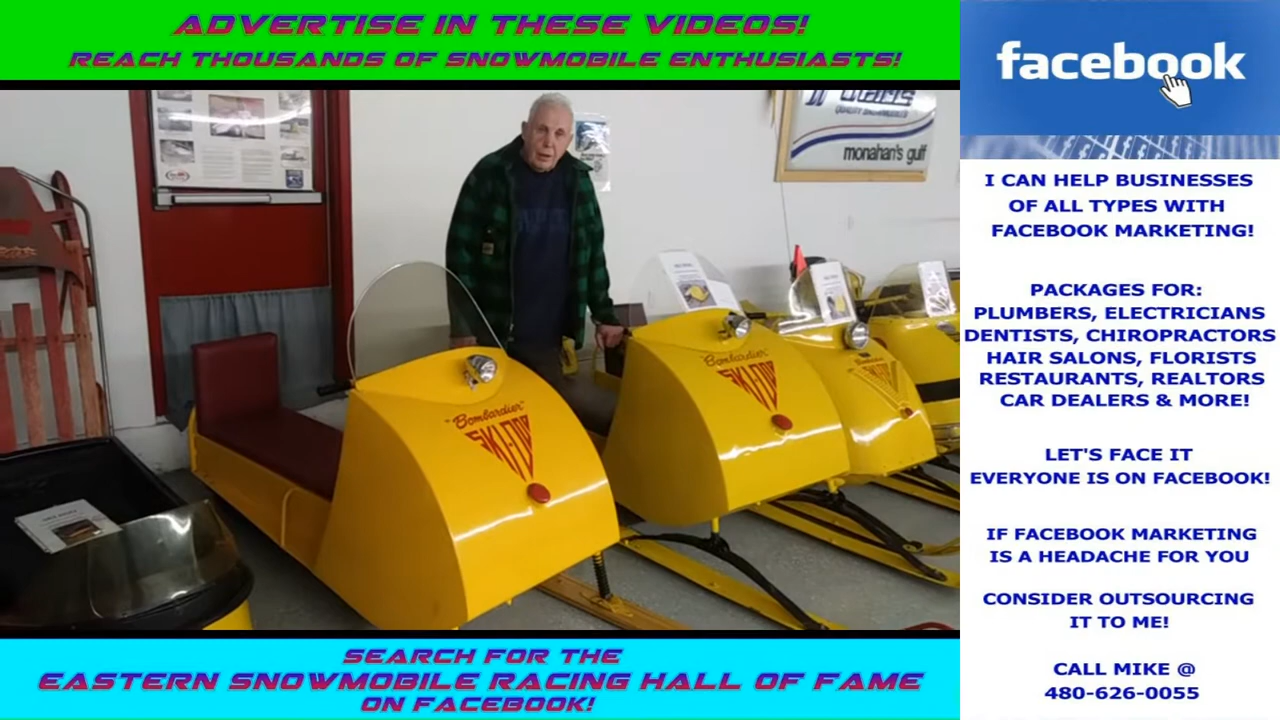 ADVERTISE IN THESE VIDEOS!
REACH THOUSANDS OF SNOWMOBILE ENTHUSIASTS!
monahan's gulf
"Bombardier"
SKI-DOO
"Bombardier"
SKI-DOO
SEARCH FOR THE
EASTERN SNOWMOBILE RACING HALL OF FAME
ON FACEBOOK!
facebook
I CAN HELP BUSINESSES
OF ALL TYPES WITH
FACEBOOK MARKETING!
PACKAGES FOR:
PLUMBERS, ELECTRICIANS
DENTISTS, CHIROPRACTORS
HAIR SALONS, FLORISTS
RESTAURANTS, REALTORS
CAR DEALERS & MORE!
LET'S FACE IT
EVERYONE IS ON FACEBOOK!
IF FACEBOOK MARKETING
IS A HEADACHE FOR YOU
CONSIDER OUTSOURCING
IT TO ME!
CALL MIKE @
480-626-0055